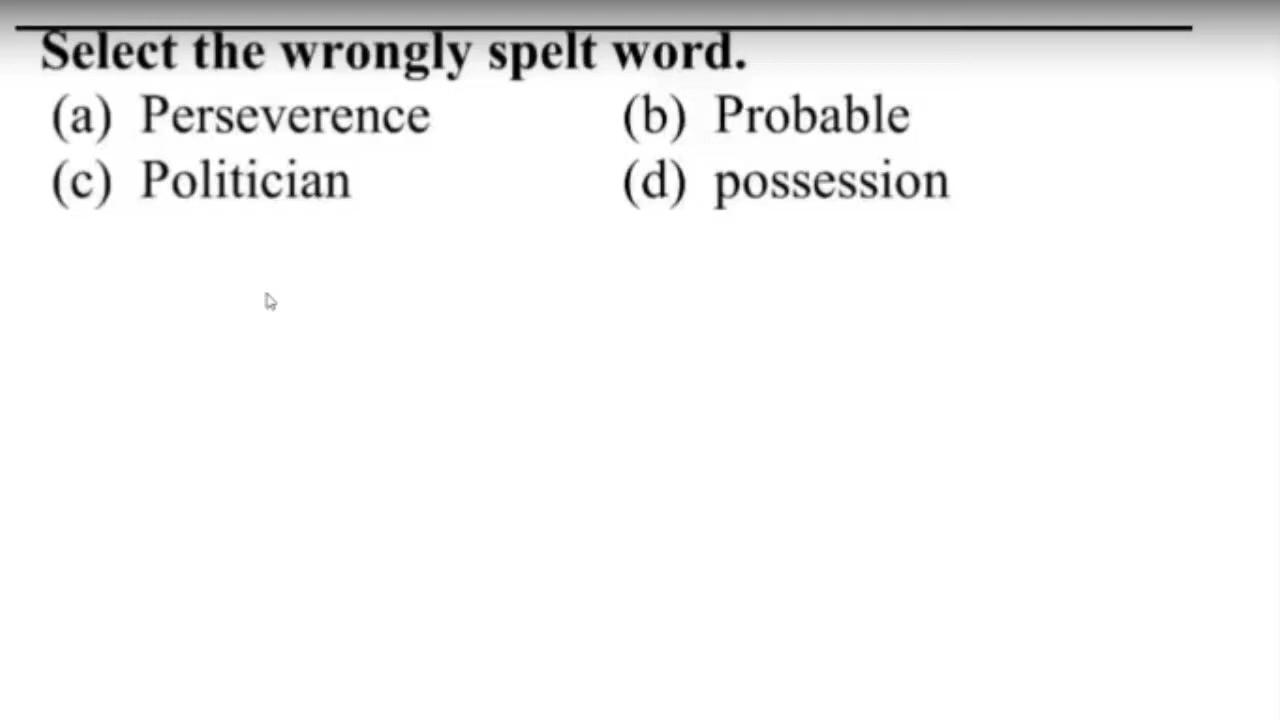 Select the wrongly spelt word.
(a) Perseverence (b) Probable
(c) Politician (d) possession